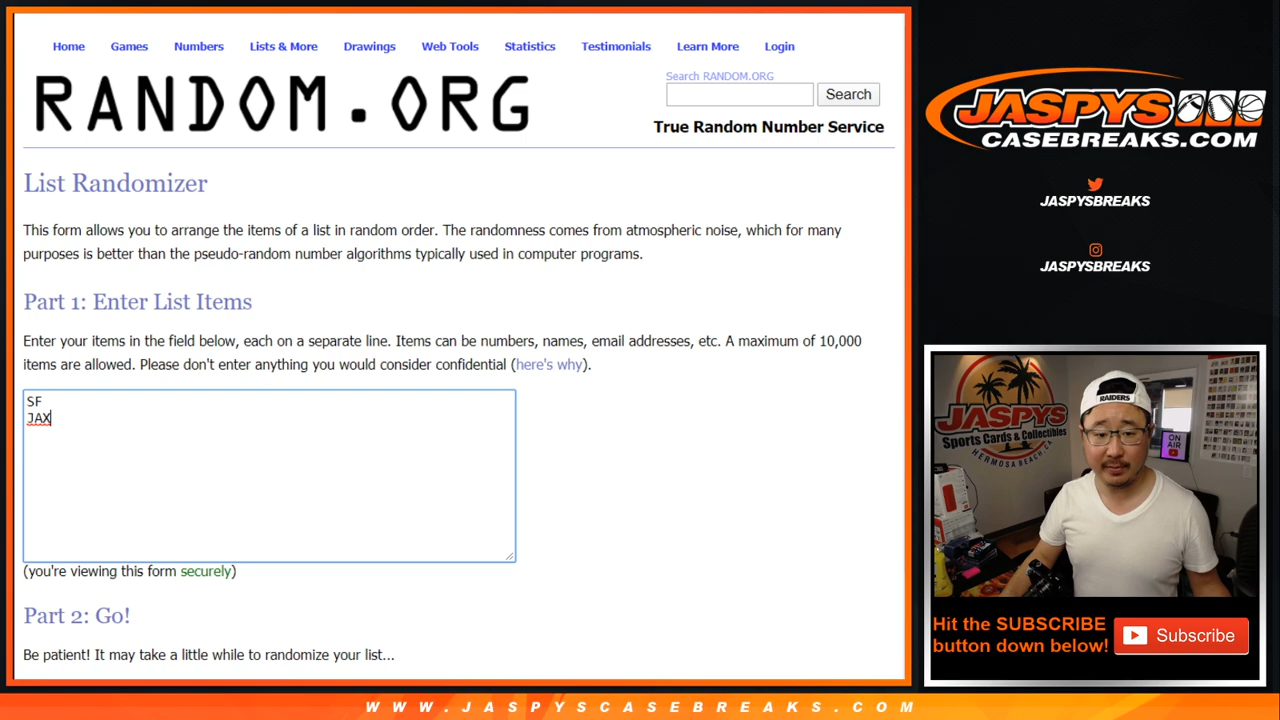 Home Games Numbers Lists & More Drawings Web Tools Statistics Testimonials Learn More Login
RANDOM.ORG
Search RANDOM.ORG
Search
True Random Number Service
List Randomizer
This form allows you to arrange the items of a list in random order. The randomness comes from atmospheric noise, which for many
purposes is better than the pseudo-random number algorithms typically used in computer programs.
Part 1: Enter List Items
Enter your items in the field below, each on a separate line. Items can be numbers, names, email addresses, etc. A maximum of 10,000
items are allowed. Please don't enter anything you would consider confidential (here's why).
SF
JAX
(you're viewing this form securely)
Part 2: Go!
Be patient! It may take a little while to randomize your list...
JASPYS
CASEBREAKS.COM
JASPYSBREAKS
JASPYSBREAKS
JASPYS
Sports Cards & Collectibles
HERMOSA BEACH, CA
RAIDERS
ON
AIR
Hit the SUBSCRIBE
button down below!
Subscribe
WWW.JASPYSCASEBREAKS.COM